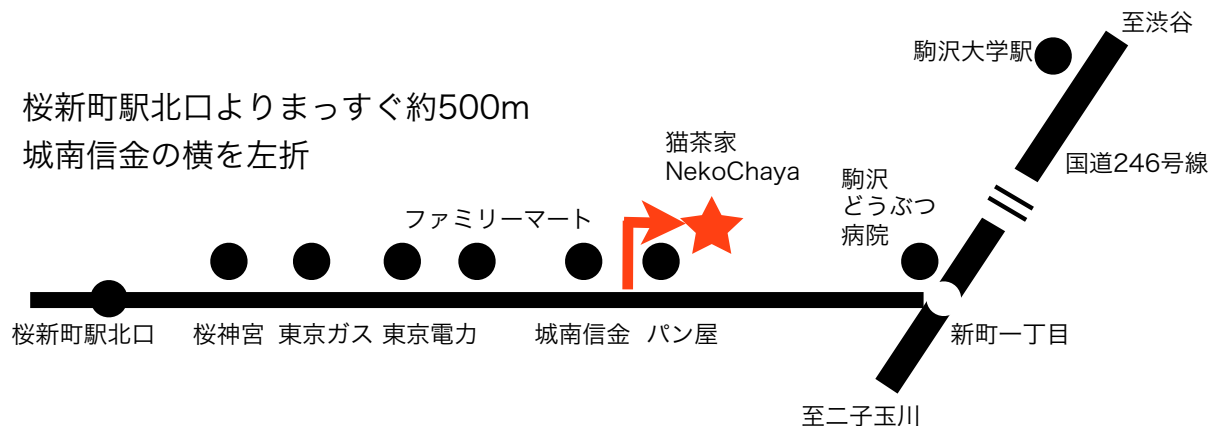 至渋谷
駒沢大学駅
桜新町駅北口よりまっすぐ約500m
城南信金の横を左折
猫茶家
NekoChaya
国道246号線
駒沢
どうぶつ
病院
ファミリーマート
桜新町駅北口
桜神宮
東京ガス
東京電力
城南信金
パン屋
新町一丁目
至二子玉川